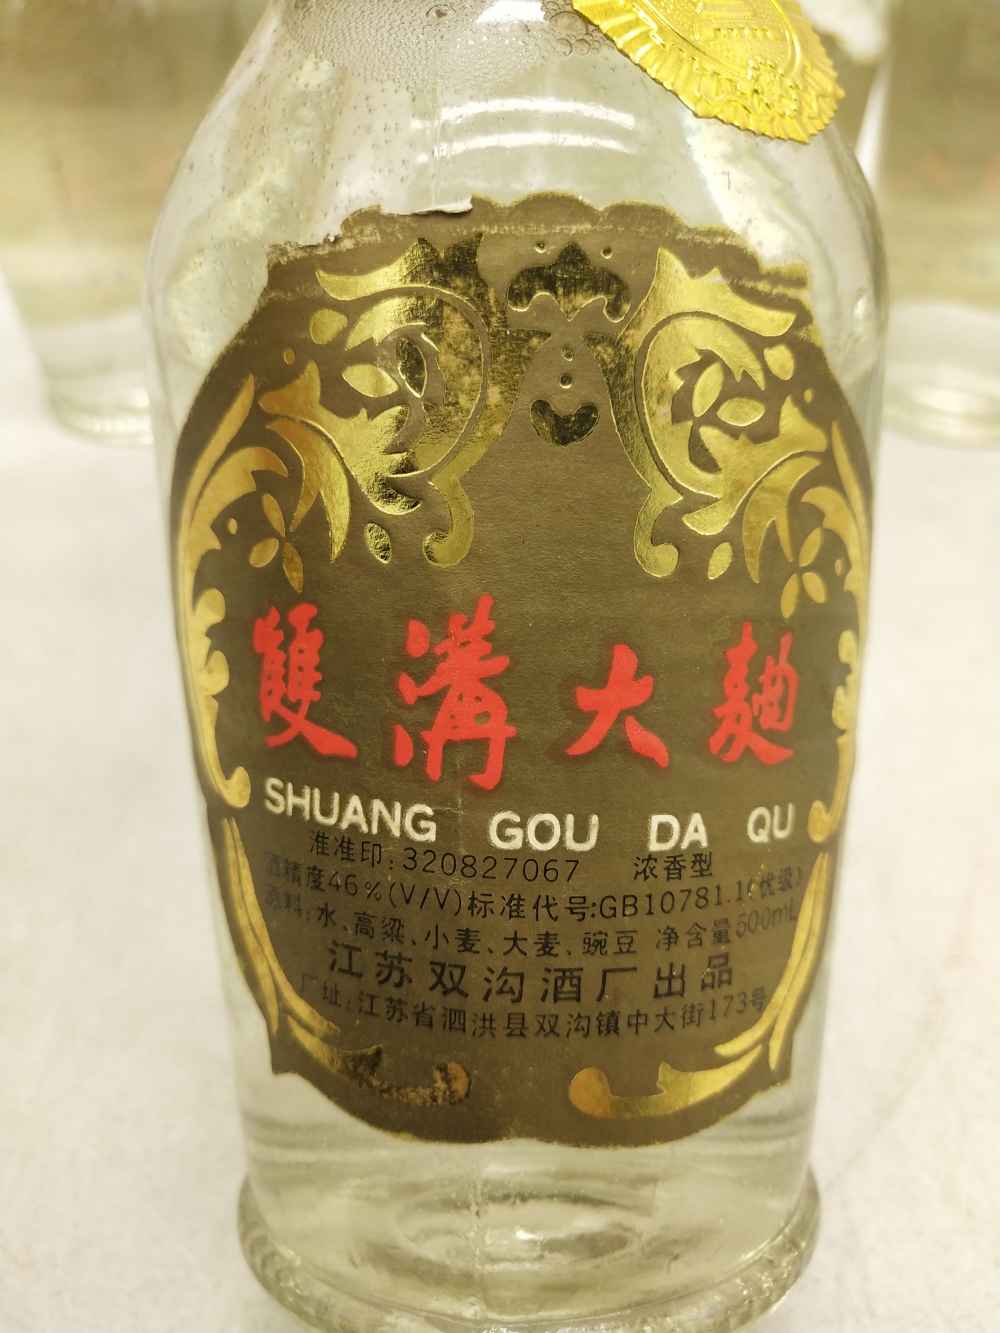 雙溝大麯
SHUANG GOU DA QU
淮准印:320827067 浓香型
酒精度46%(V/V)标准代号:GB10781.1(优级)
酒料:水、高粱、小麦、大麦、豌豆 净含量500mL
江苏双沟酒厂出品
厂址:江苏省泗洪县双沟镇中大街173号